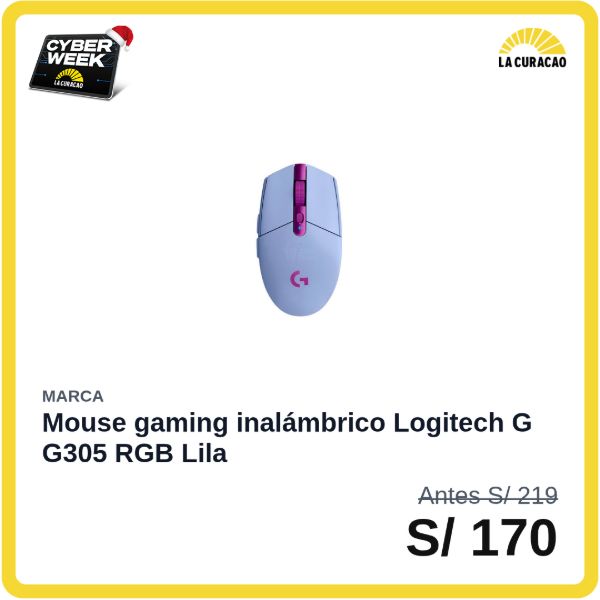 CYBER
WEEK
LA CURACAO
LA CURACAO
MARCA
Mouse gaming inalámbrico Logitech G
G305 RGB Lila
Antes S/ 219
S/ 170